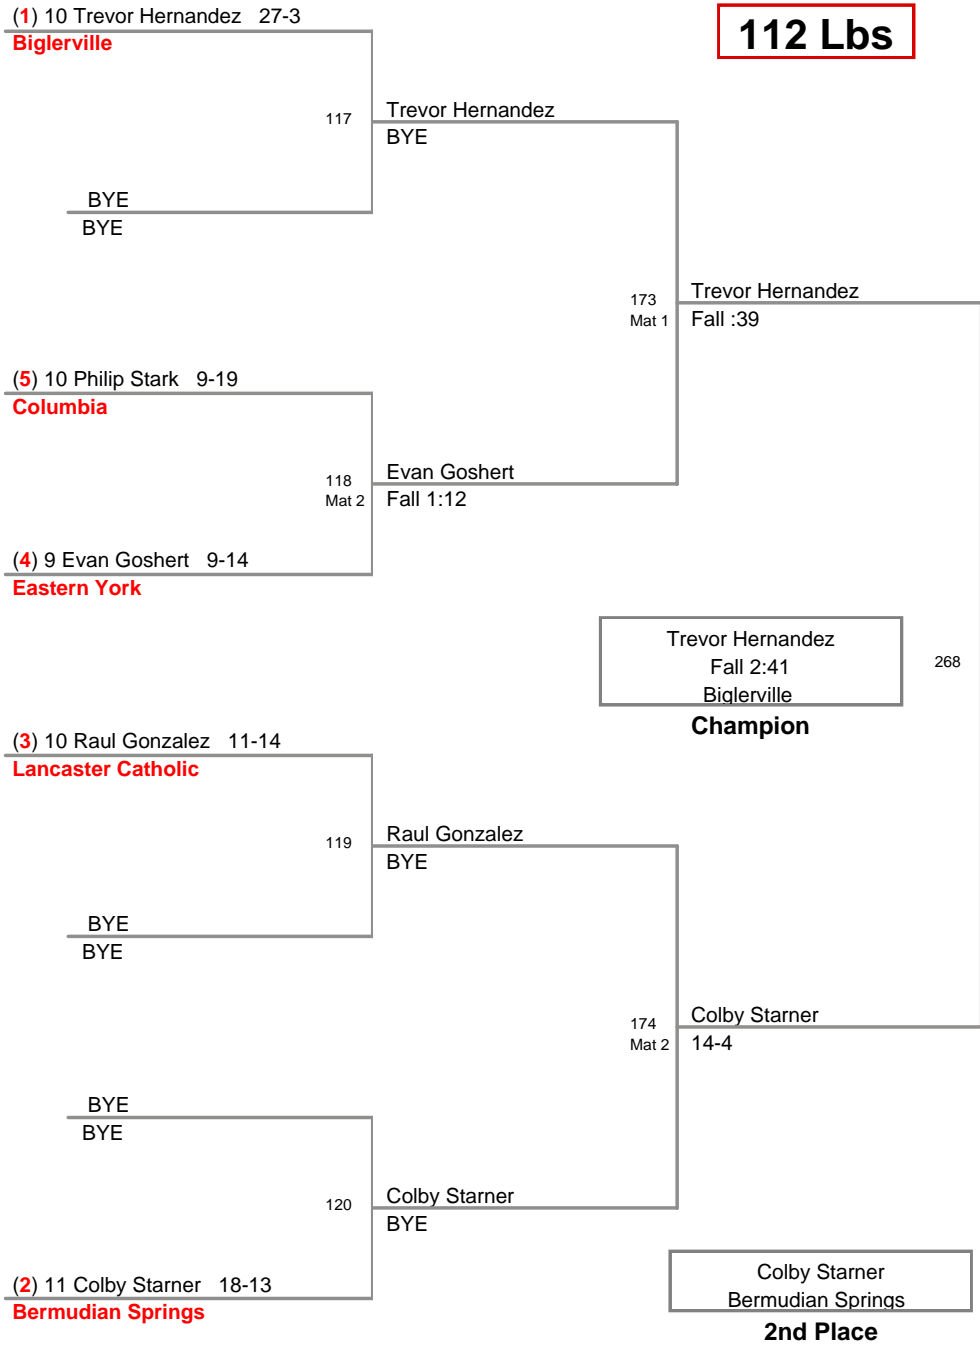 (1) 10 Trevor Hernandez 27-3
Biglerville
112 Lbs
117
Trevor Hernandez
BYE
BYE
BYE
173
Mat 1
Trevor Hernandez
Fall :39
(5) 10 Philip Stark 9-19
Columbia
118
Mat 2
Evan Goshert
Fall 1:12
(4) 9 Evan Goshert 9-14
Eastern York
Trevor Hernandez
Fall 2:41
Biglerville
Champion
268
(3) 10 Raul Gonzalez 11-14
Lancaster Catholic
119
Raul Gonzalez
BYE
BYE
BYE
174
Mat 2
Colby Starner
14-4
BYE
BYE
120
Colby Starner
BYE
(2) 11 Colby Starner 18-13
Bermudian Springs
Colby Starner
Bermudian Springs
2nd Place